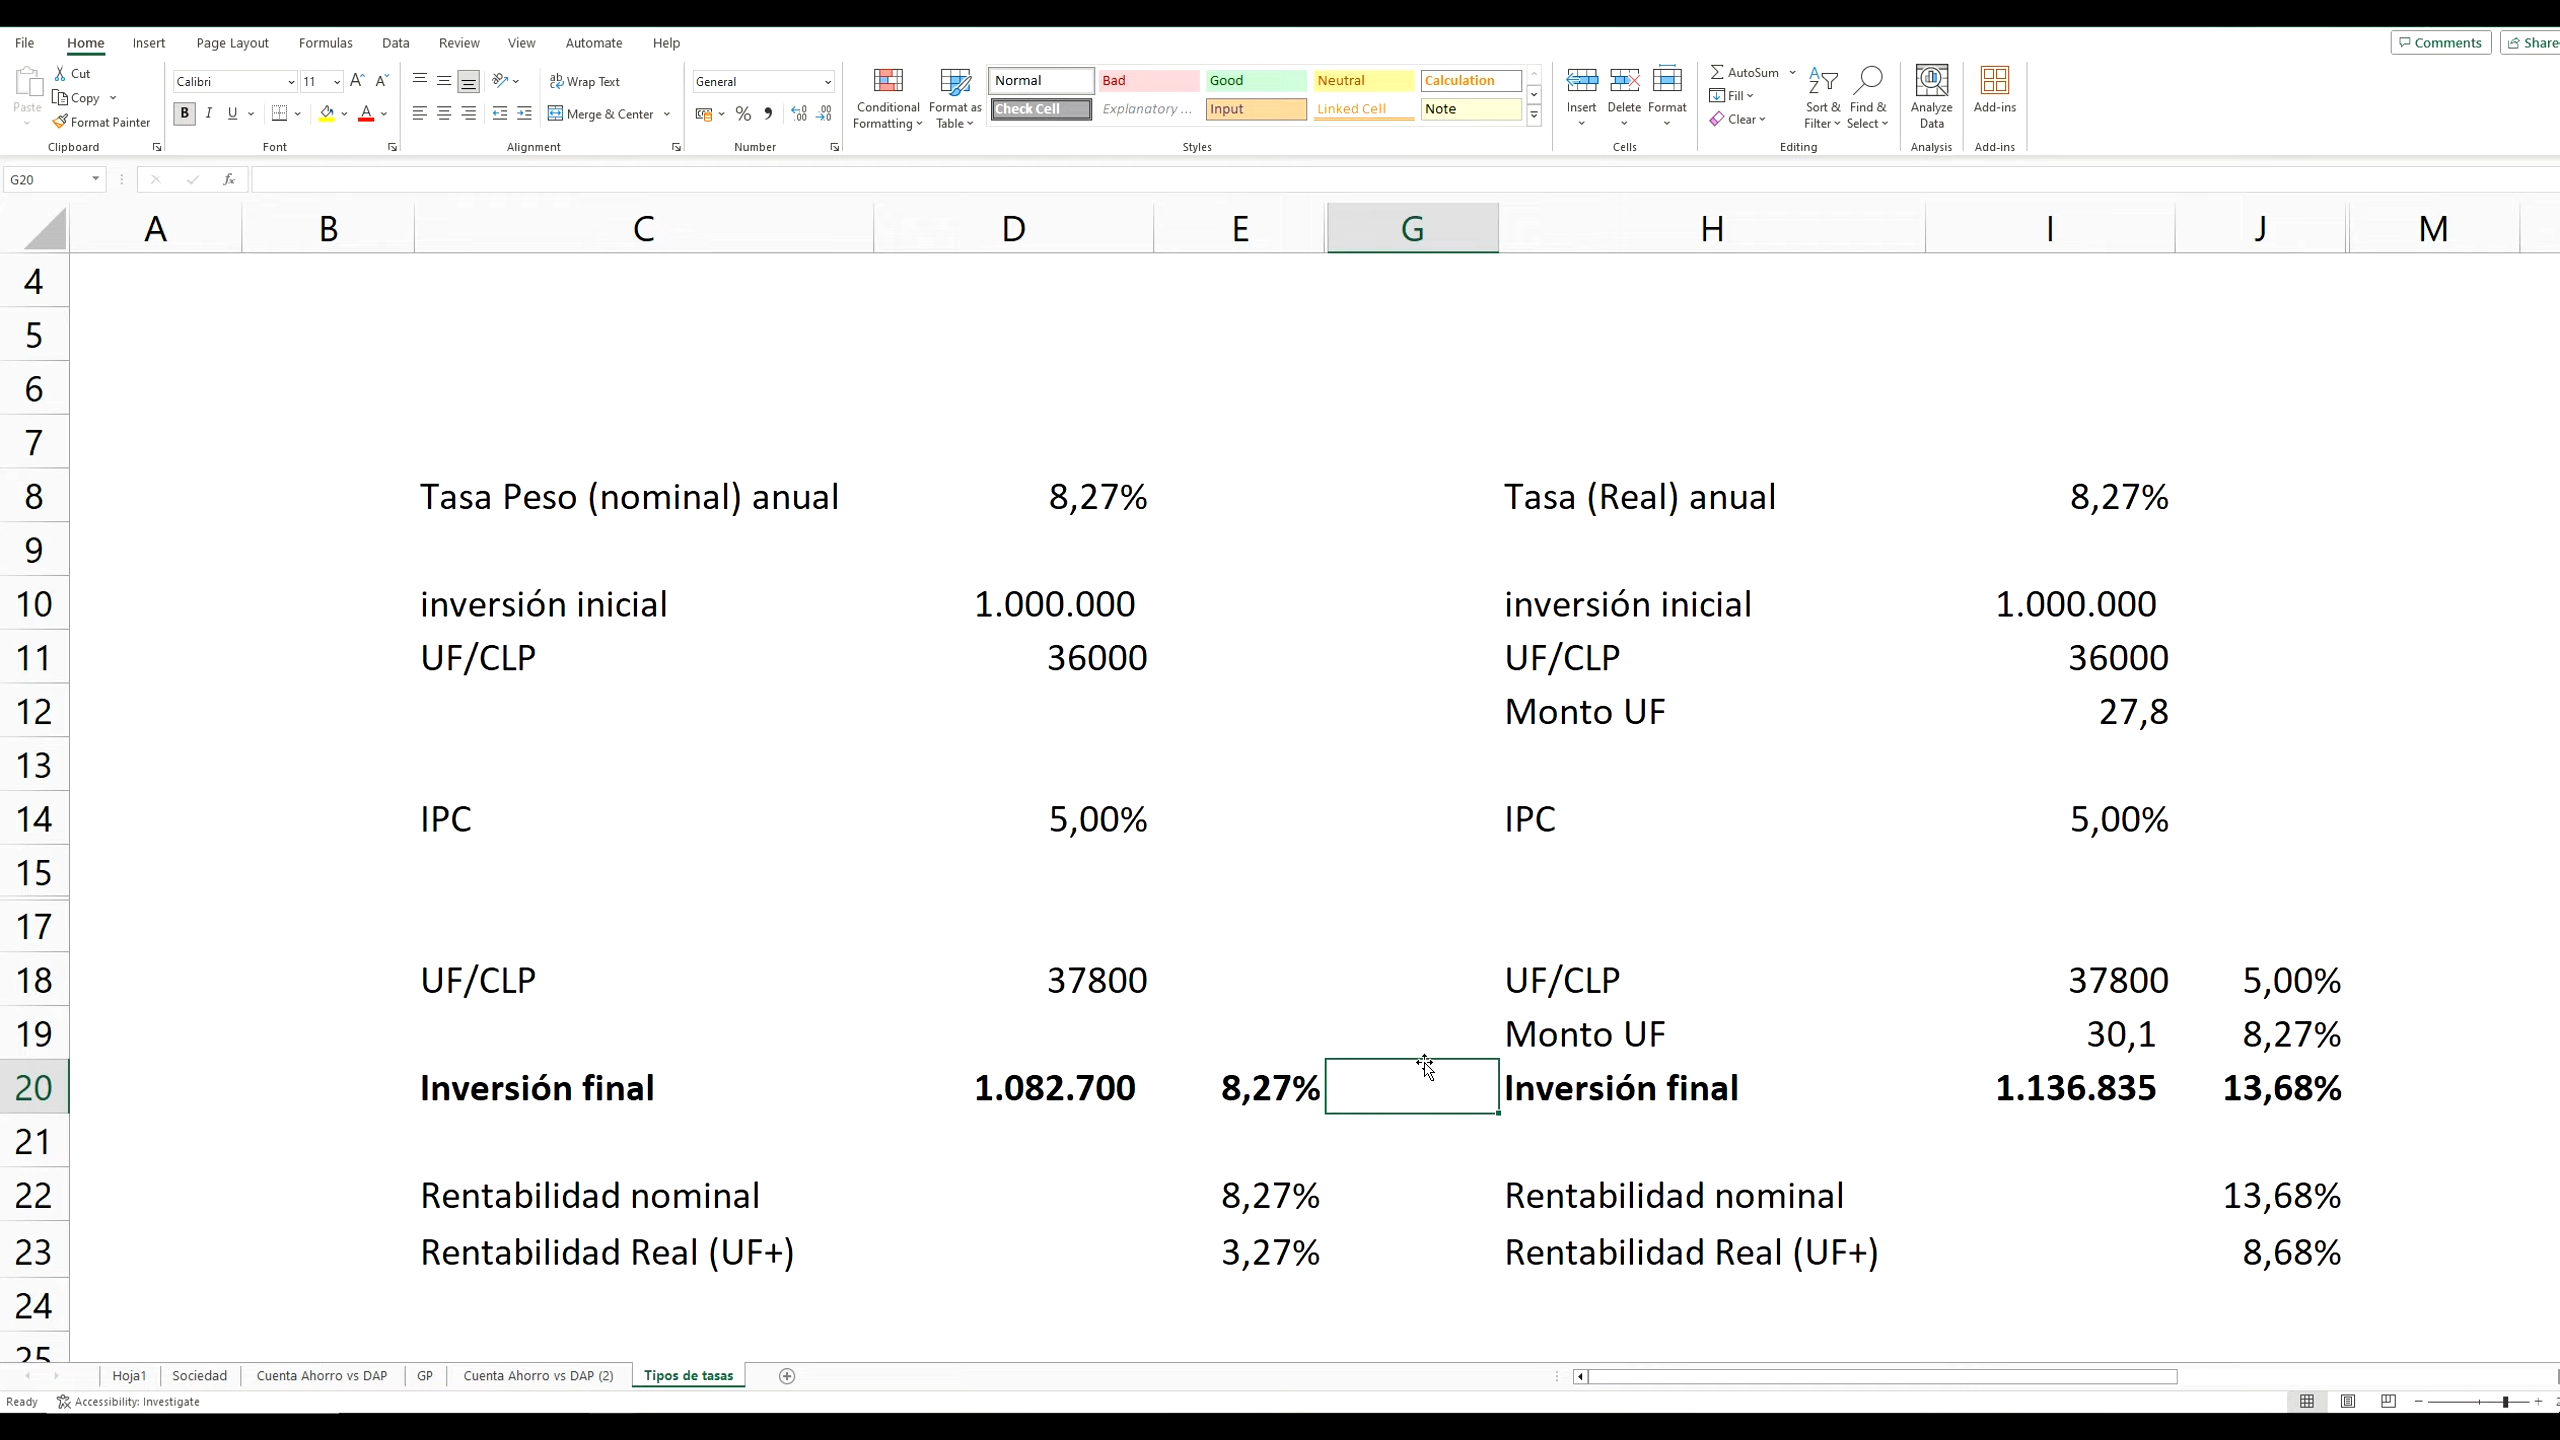 File Home Insert Page Layout Formulas Data Review View Automate Help Comments Share
Cut
Copy
Paste
Format Painter
Clipboard
Calibri 11
B I U
Font
Wrap Text
Merge & Center
Alignment
General
Number
Conditional Formatting
Format as Table
Normal Bad Good Neutral Calculation
Check Cell Explanatory ... Input Linked Cell Note
Styles
Insert Delete Format
Cells
AutoSum
Fill
Clear
Sort & Filter
Find & Select
Editing
Analyze Data
Analysis
Add-ins
Add-ins
G20 fx
A B C D E G H I J M
4
5
6
7
8 Tasa Peso (nominal) anual 8,27% Tasa (Real) anual 8,27%
9
10 inversión inicial 1.000.000 inversión inicial 1.000.000
11 UF/CLP 36000 UF/CLP 36000
12 Monto UF 27,8
13
14 IPC 5,00% IPC 5,00%
15
17
18 UF/CLP 37800 UF/CLP 37800 5,00%
19 Monto UF 30,1 8,27%
20 Inversión final 1.082.700 8,27% Inversión final 1.136.835 13,68%
21
22 Rentabilidad nominal 8,27% Rentabilidad nominal 13,68%
23 Rentabilidad Real (UF+) 3,27% Rentabilidad Real (UF+) 8,68%
24
25
Hoja1 Sociedad Cuenta Ahorro vs DAP GP Cuenta Ahorro vs DAP (2) Tipos de tasas
Ready Accessibility: Investigate